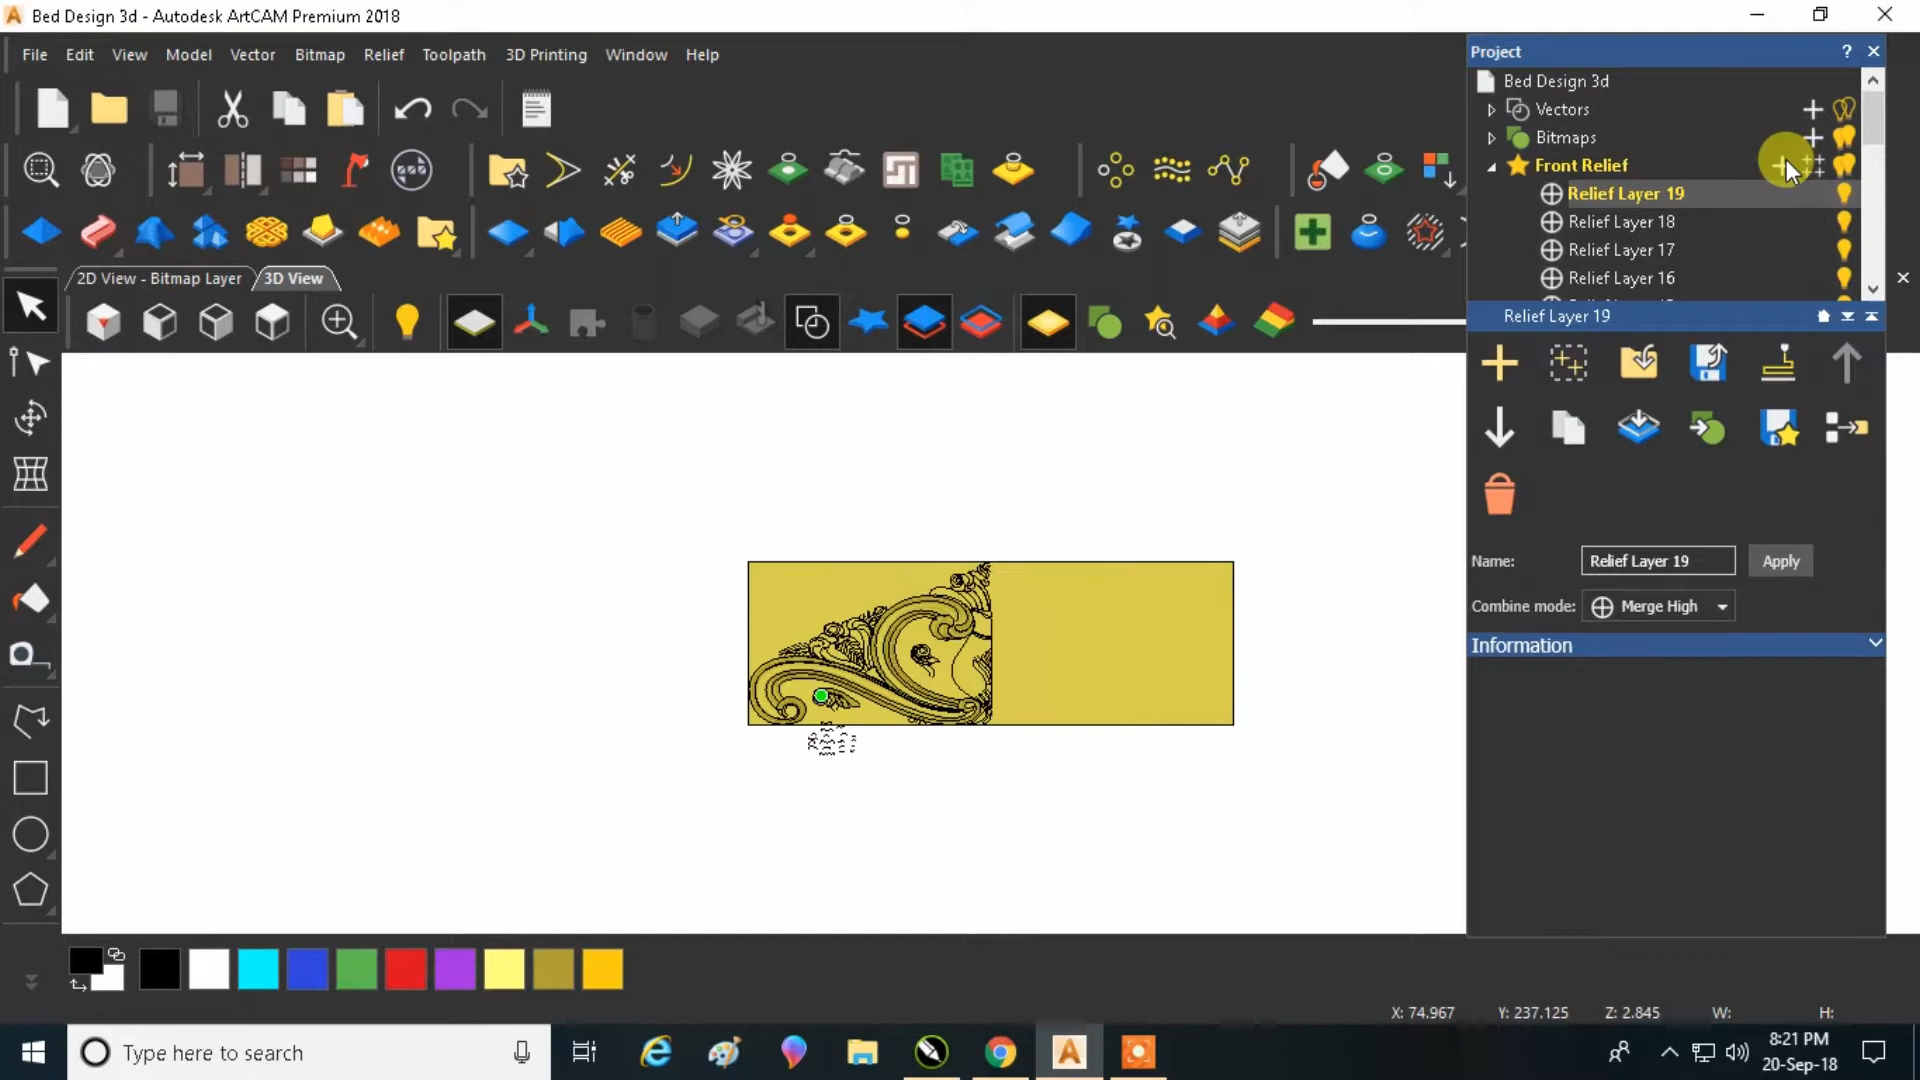 Bed Design 3d - Autodesk ArtCAM Premium 2018
File Edit View Model Vector Bitmap Relief Toolpath 3D Printing Window Help
Project
Bed Design 3d
Vectors
Bitmaps
Front Relief
Relief Layer 19
Relief Layer 18
Relief Layer 17
Relief Layer 16
2D View - Bitmap Layer 3D View
Relief Layer 19
Name: Relief Layer 19 Apply
Combine mode: Merge High
Information
X: 74.967 Y: 237.125 Z: 2.845 W: H:
Type here to search
8:21 PM
20-Sep-18